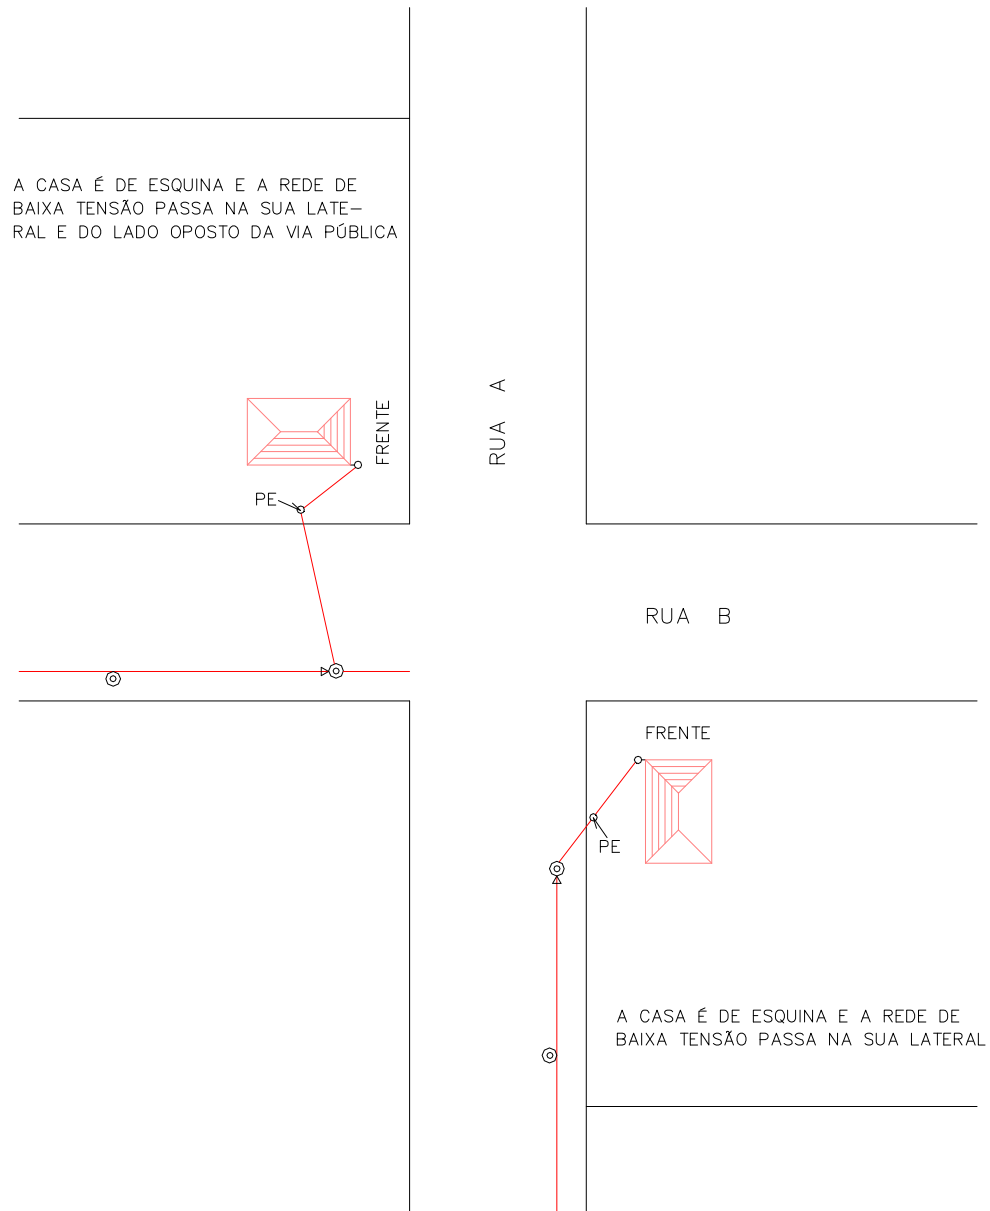 A CASA É DE ESQUINA E A REDE DE
BAIXA TENSÃO PASSA NA SUA LATE-
RAL E DO LADO OPOSTO DA VIA PÚBLICA
RUA A
FRENTE
PE
RUA B
FRENTE
PE
A CASA É DE ESQUINA E A REDE DE
BAIXA TENSÃO PASSA NA SUA LATERAL